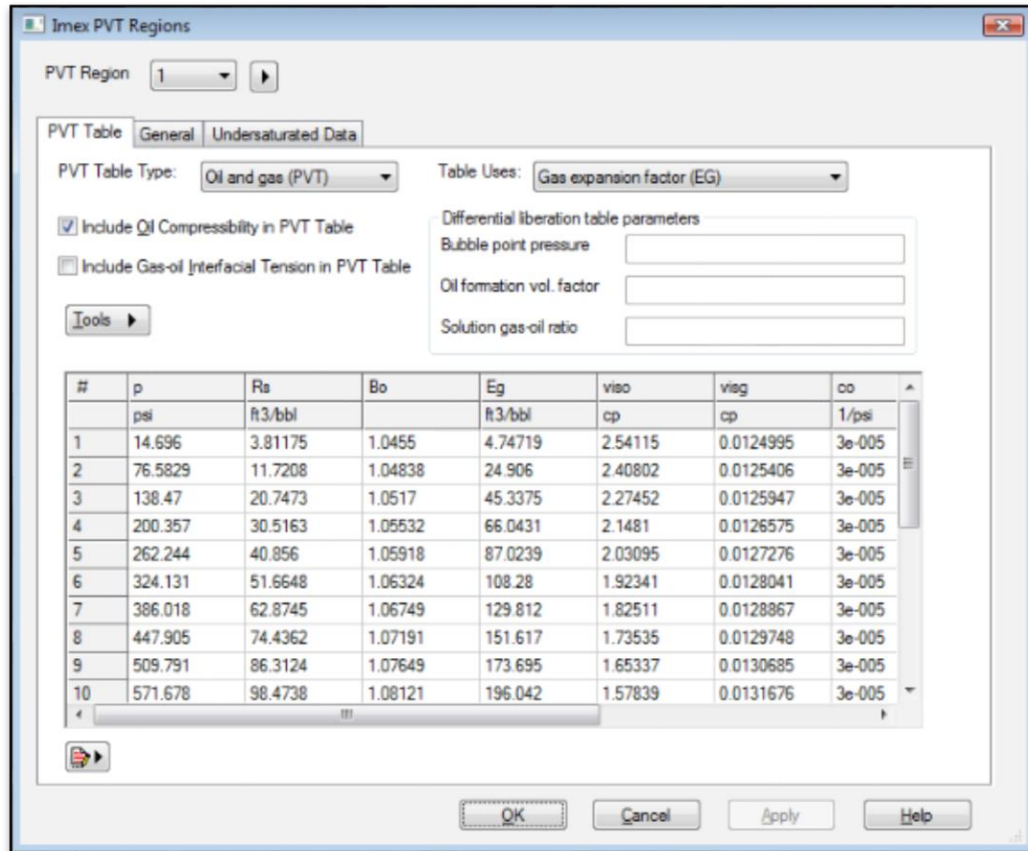 Imex PVT Regions
PVT Region 1
PVT Table General Undersaturated Data
PVT Table Type: Oil and gas (PVT) Table Uses: Gas expansion factor (EG)
Include Oil Compressibility in PVT Table
Differential liberation table parameters
Bubble point pressure
Include Gas-oil Interfacial Tension in PVT Table
Oil formation vol. factor
Tools
Solution gas-oil ratio
# p Rs Bo Eg viso visg co
psi ft3/bbl ft3/bbl cp cp 1/psi
1 14.696 3.81175 1.0455 4.74719 2.54115 0.0124995 3e-005
2 76.5829 11.7208 1.04838 24.906 2.40802 0.0125406 3e-005
3 138.47 20.7473 1.0517 45.3375 2.27452 0.0125947 3e-005
4 200.357 30.5163 1.05532 66.0431 2.1481 0.0126575 3e-005
5 262.244 40.856 1.05918 87.0239 2.03095 0.0127276 3e-005
6 324.131 51.6648 1.06324 108.28 1.92341 0.0128041 3e-005
7 386.018 62.8745 1.06749 129.812 1.82511 0.0128867 3e-005
8 447.905 74.4362 1.07191 151.617 1.73535 0.0129748 3e-005
9 509.791 86.3124 1.07649 173.695 1.65337 0.0130685 3e-005
10 571.678 98.4738 1.08121 196.042 1.57839 0.0131676 3e-005
OK Cancel Apply Help